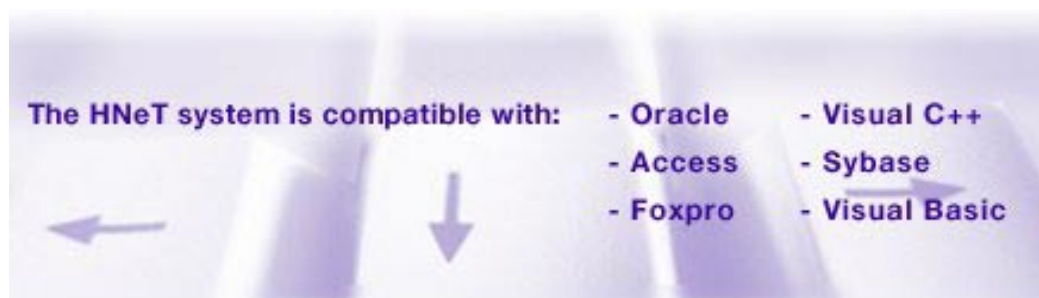 The HNeT system is compatible with:
- Oracle
- Access
- Foxpro
- Visual C++
- Sybase
- Visual Basic